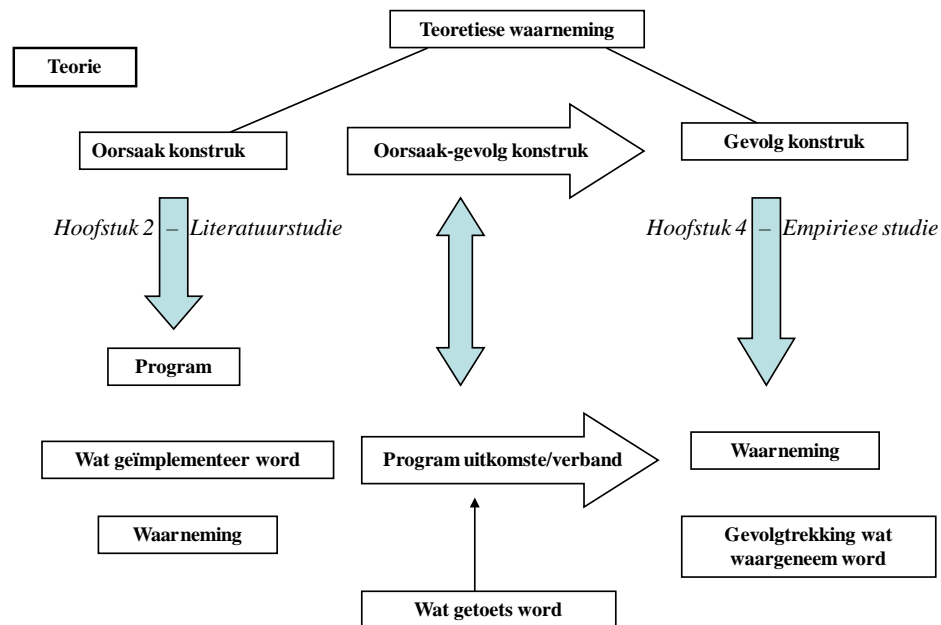 Teoretiese waarneming
Teorie
Oorsaak konstruk
Oorsaak-gevolg konstruk
Gevolg konstruk
Hoofstuk 2 – Literatuurstudie
Hoofstuk 4 – Empiriese studie
Program
Wat geïmplementeer word
Program uitkomste/verband
Waarneming
Waarneming
Gevolgtrekking wat
waargeneem word
Wat getoets word